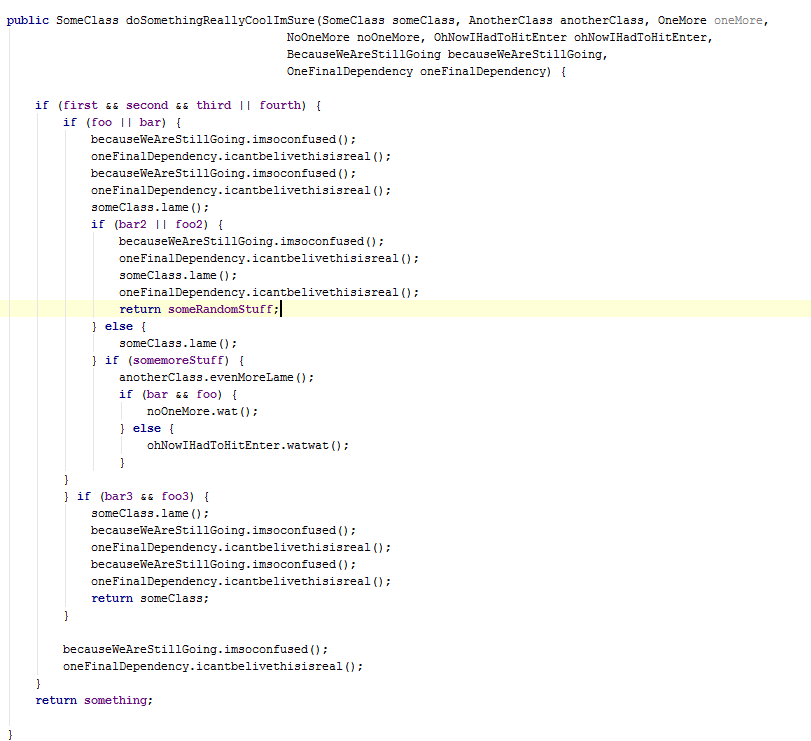 public SomeClass doSomethingReallyCoolImSure(SomeClass someClass, AnotherClass anotherClass, OneMore oneMore,
                                        NoOneMore noOneMore, OhNowIHadToHitEnter ohNowIHadToHitEnter,
                                        BecauseWeAreStillGoing becauseWeAreStillGoing,
                                        OneFinalDependency oneFinalDependency) {

    if (first && second && third || fourth) {
        if (foo || bar) {
            becauseWeAreStillGoing.imsoconfused();
            oneFinalDependency.icantbelivethisisreal();
            becauseWeAreStillGoing.imsoconfused();
            oneFinalDependency.icantbelivethisisreal();
            someClass.lame();
            if (bar2 || foo2) {
                becauseWeAreStillGoing.imsoconfused();
                oneFinalDependency.icantbelivethisisreal();
                someClass.lame();
                oneFinalDependency.icantbelivethisisreal();
                return someRandomStuff;
            } else {
                someClass.lame();
            } if (somemoreStuff) {
                anotherClass.evenMoreLame();
                if (bar && foo) {
                    noOneMore.wat();
                } else {
                    ohNowIHadToHitEnter.watwat();
                }
        }
        } if (bar3 && foo3) {
            someClass.lame();
            becauseWeAreStillGoing.imsoconfused();
            oneFinalDependency.icantbelivethisisreal();
            becauseWeAreStillGoing.imsoconfused();
            oneFinalDependency.icantbelivethisisreal();
            return someClass;
        }

        becauseWeAreStillGoing.imsoconfused();
        oneFinalDependency.icantbelivethisisreal();
    }
    return something;

}